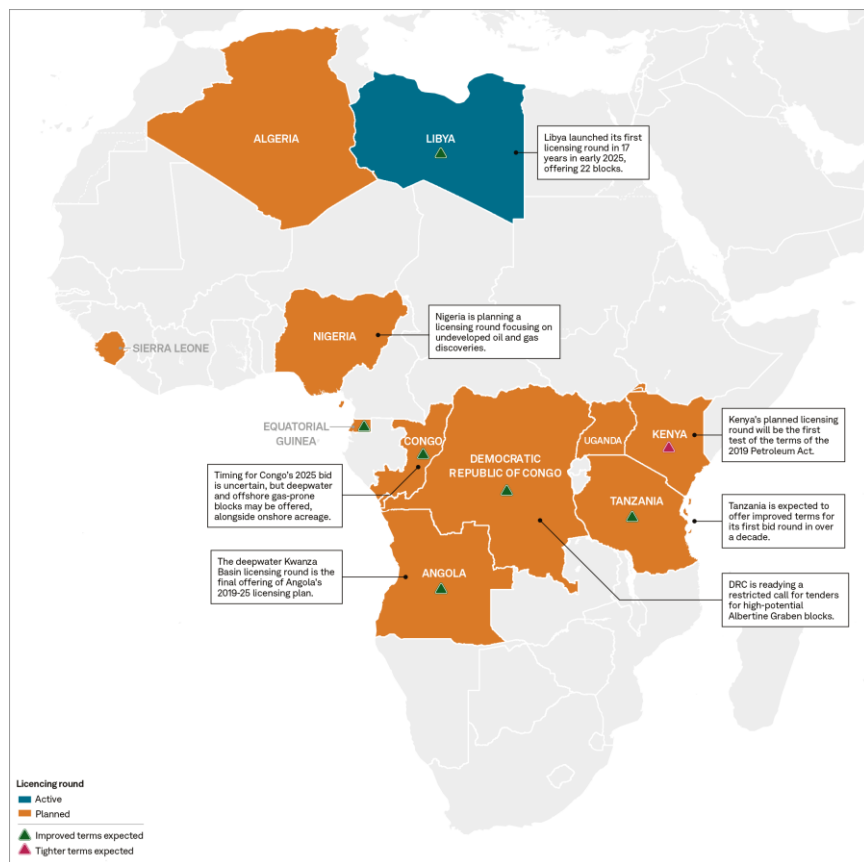 ALGERIA
LIBYA
Libya launched its first
licensing round in 17
years in early 2025,
offering 22 blocks.
NIGERIA
Nigeria is planning a
licensing round focusing on
undeveloped oil and gas
discoveries.
SIERRA LEONE
EQUATORIAL
GUINEA
CONGO
DEMOCRATIC
REPUBLIC OF CONGO
UGANDA
KENYA
Kenya's planned licensing
round will be the first
test of the terms of the
2019 Petroleum Act.
Timing for Congo's 2025 bid
is uncertain, but deepwater
and offshore gas-prone
blocks may be offered,
alongside onshore acreage.
TANZANIA
Tanzania is expected to
offer improved terms for
its first bid round in over
a decade.
The deepwater Kwanza
Basin licensing round is the
final offering of Angola's
2019-25 licensing plan.
ANGOLA
DRC is readying a
restricted call for tenders
for high-potential
Albertine Graben blocks.
Licencing round
Active
Planned
Improved terms expected
Tighter terms expected